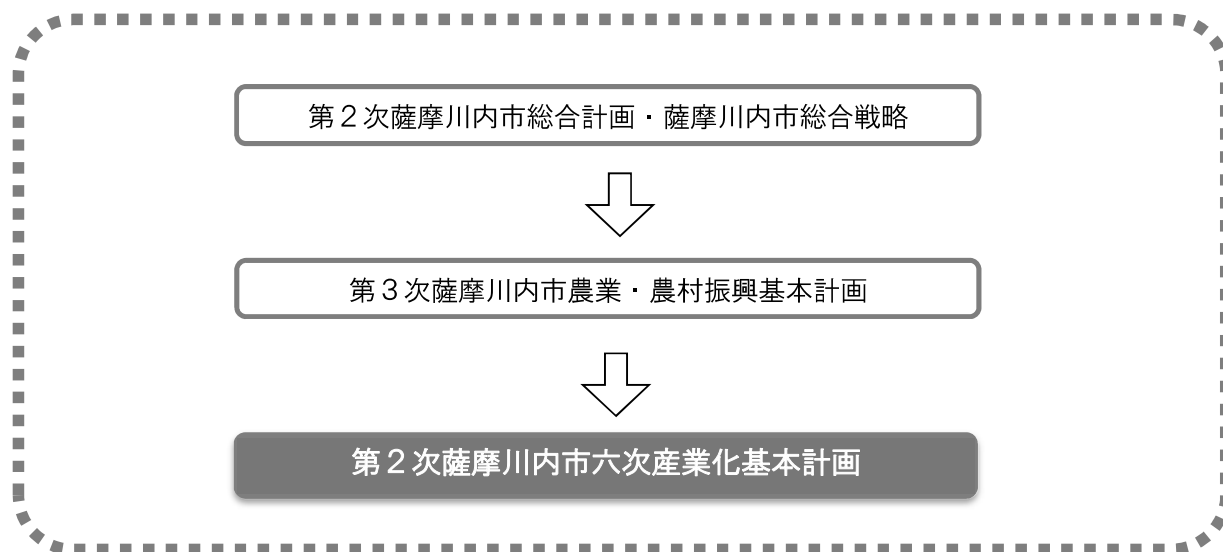 第２次薩摩川内市総合計画・薩摩川内市総合戦略
第３次薩摩川内市農業・農村振興基本計画
第２次薩摩川内市六次産業化基本計画